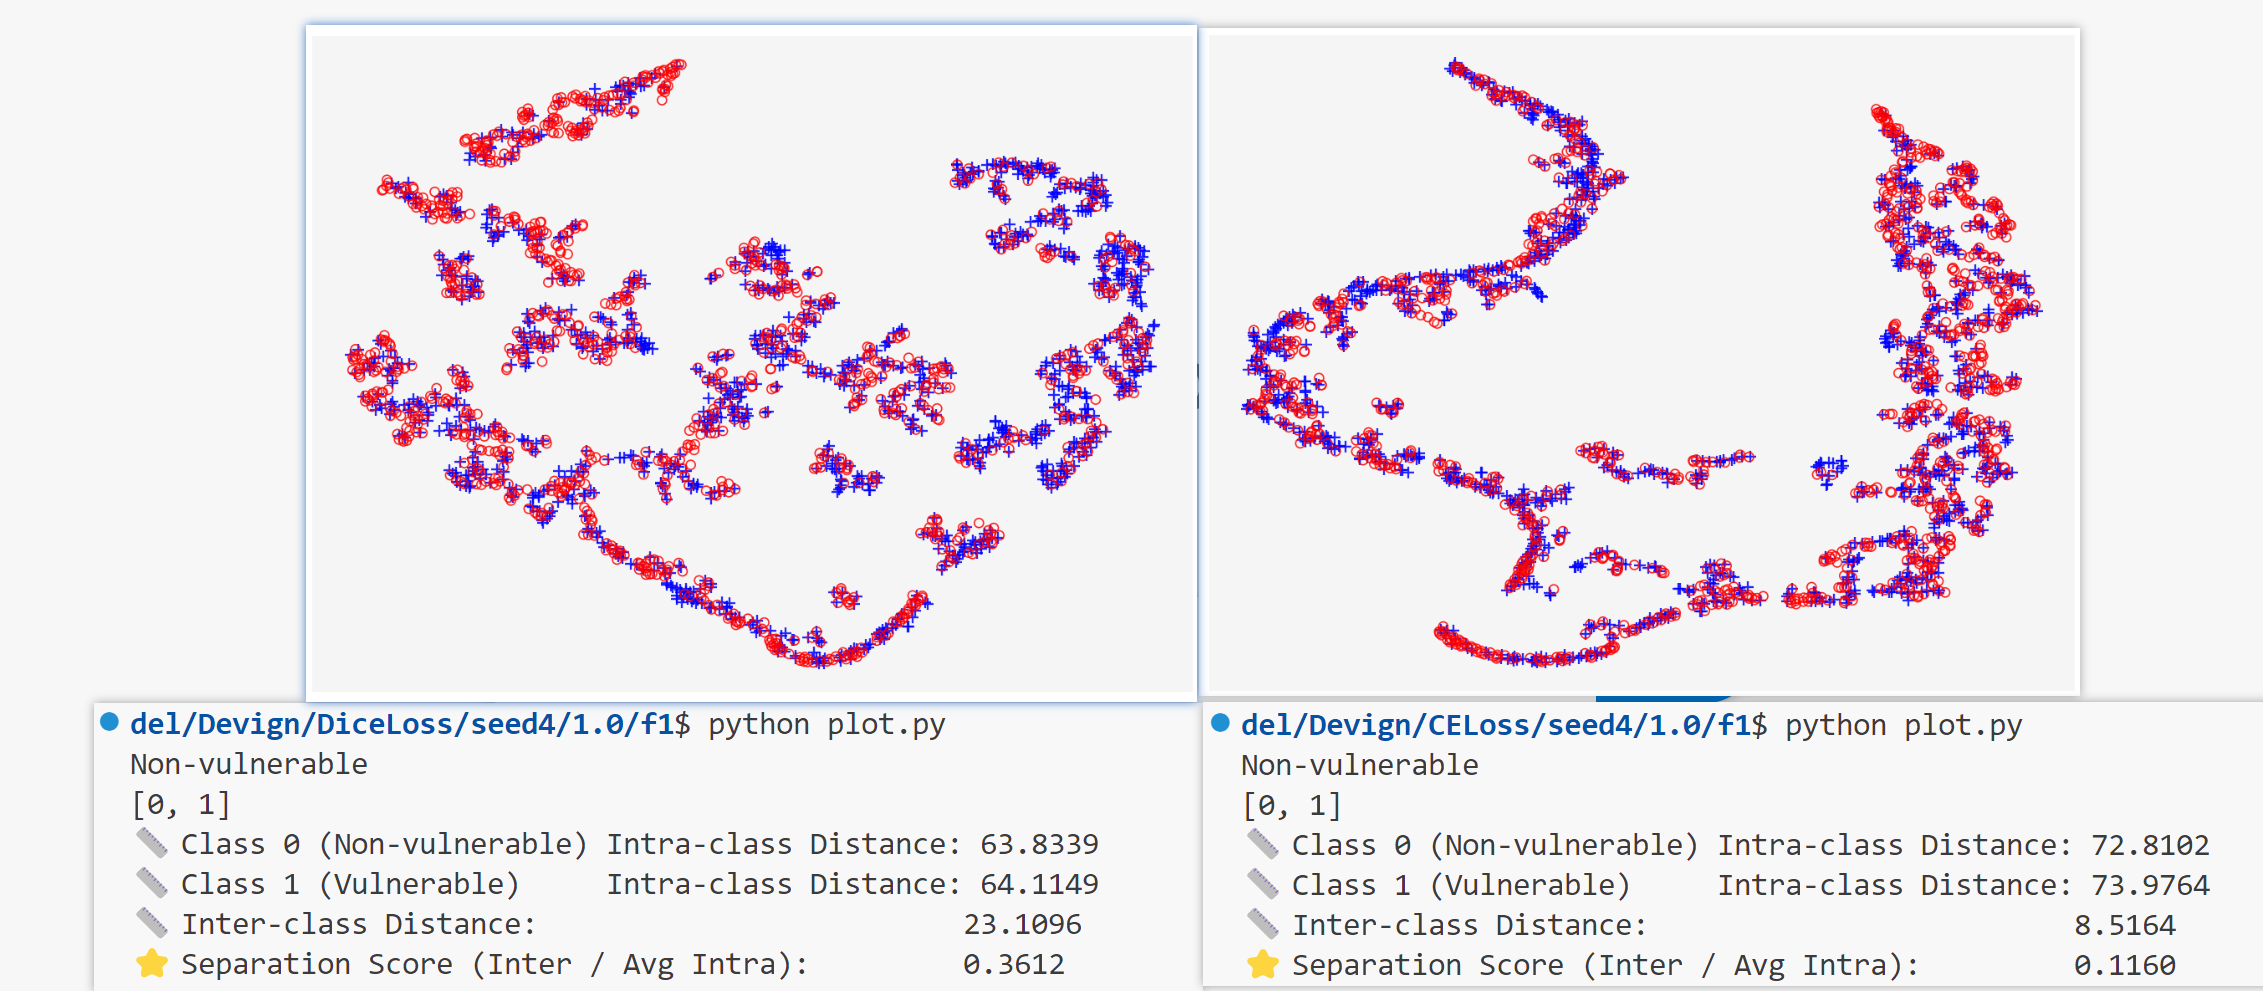 del/Devign/DiceLoss/seed4/1.0/f1$ python plot.py
Non-vulnerable
[0, 1]
Class 0 (Non-vulnerable) Intra-class Distance: 63.8339
Class 1 (Vulnerable) Intra-class Distance: 64.1149
Inter-class Distance: 23.1096
Separation Score (Inter / Avg Intra): 0.3612
del/Devign/CELoss/seed4/1.0/f1$ python plot.py
Non-vulnerable
[0, 1]
Class 0 (Non-vulnerable) Intra-class Distance: 72.8102
Class 1 (Vulnerable) Intra-class Distance: 73.9764
Inter-class Distance: 8.5164
Separation Score (Inter / Avg Intra): 0.1160